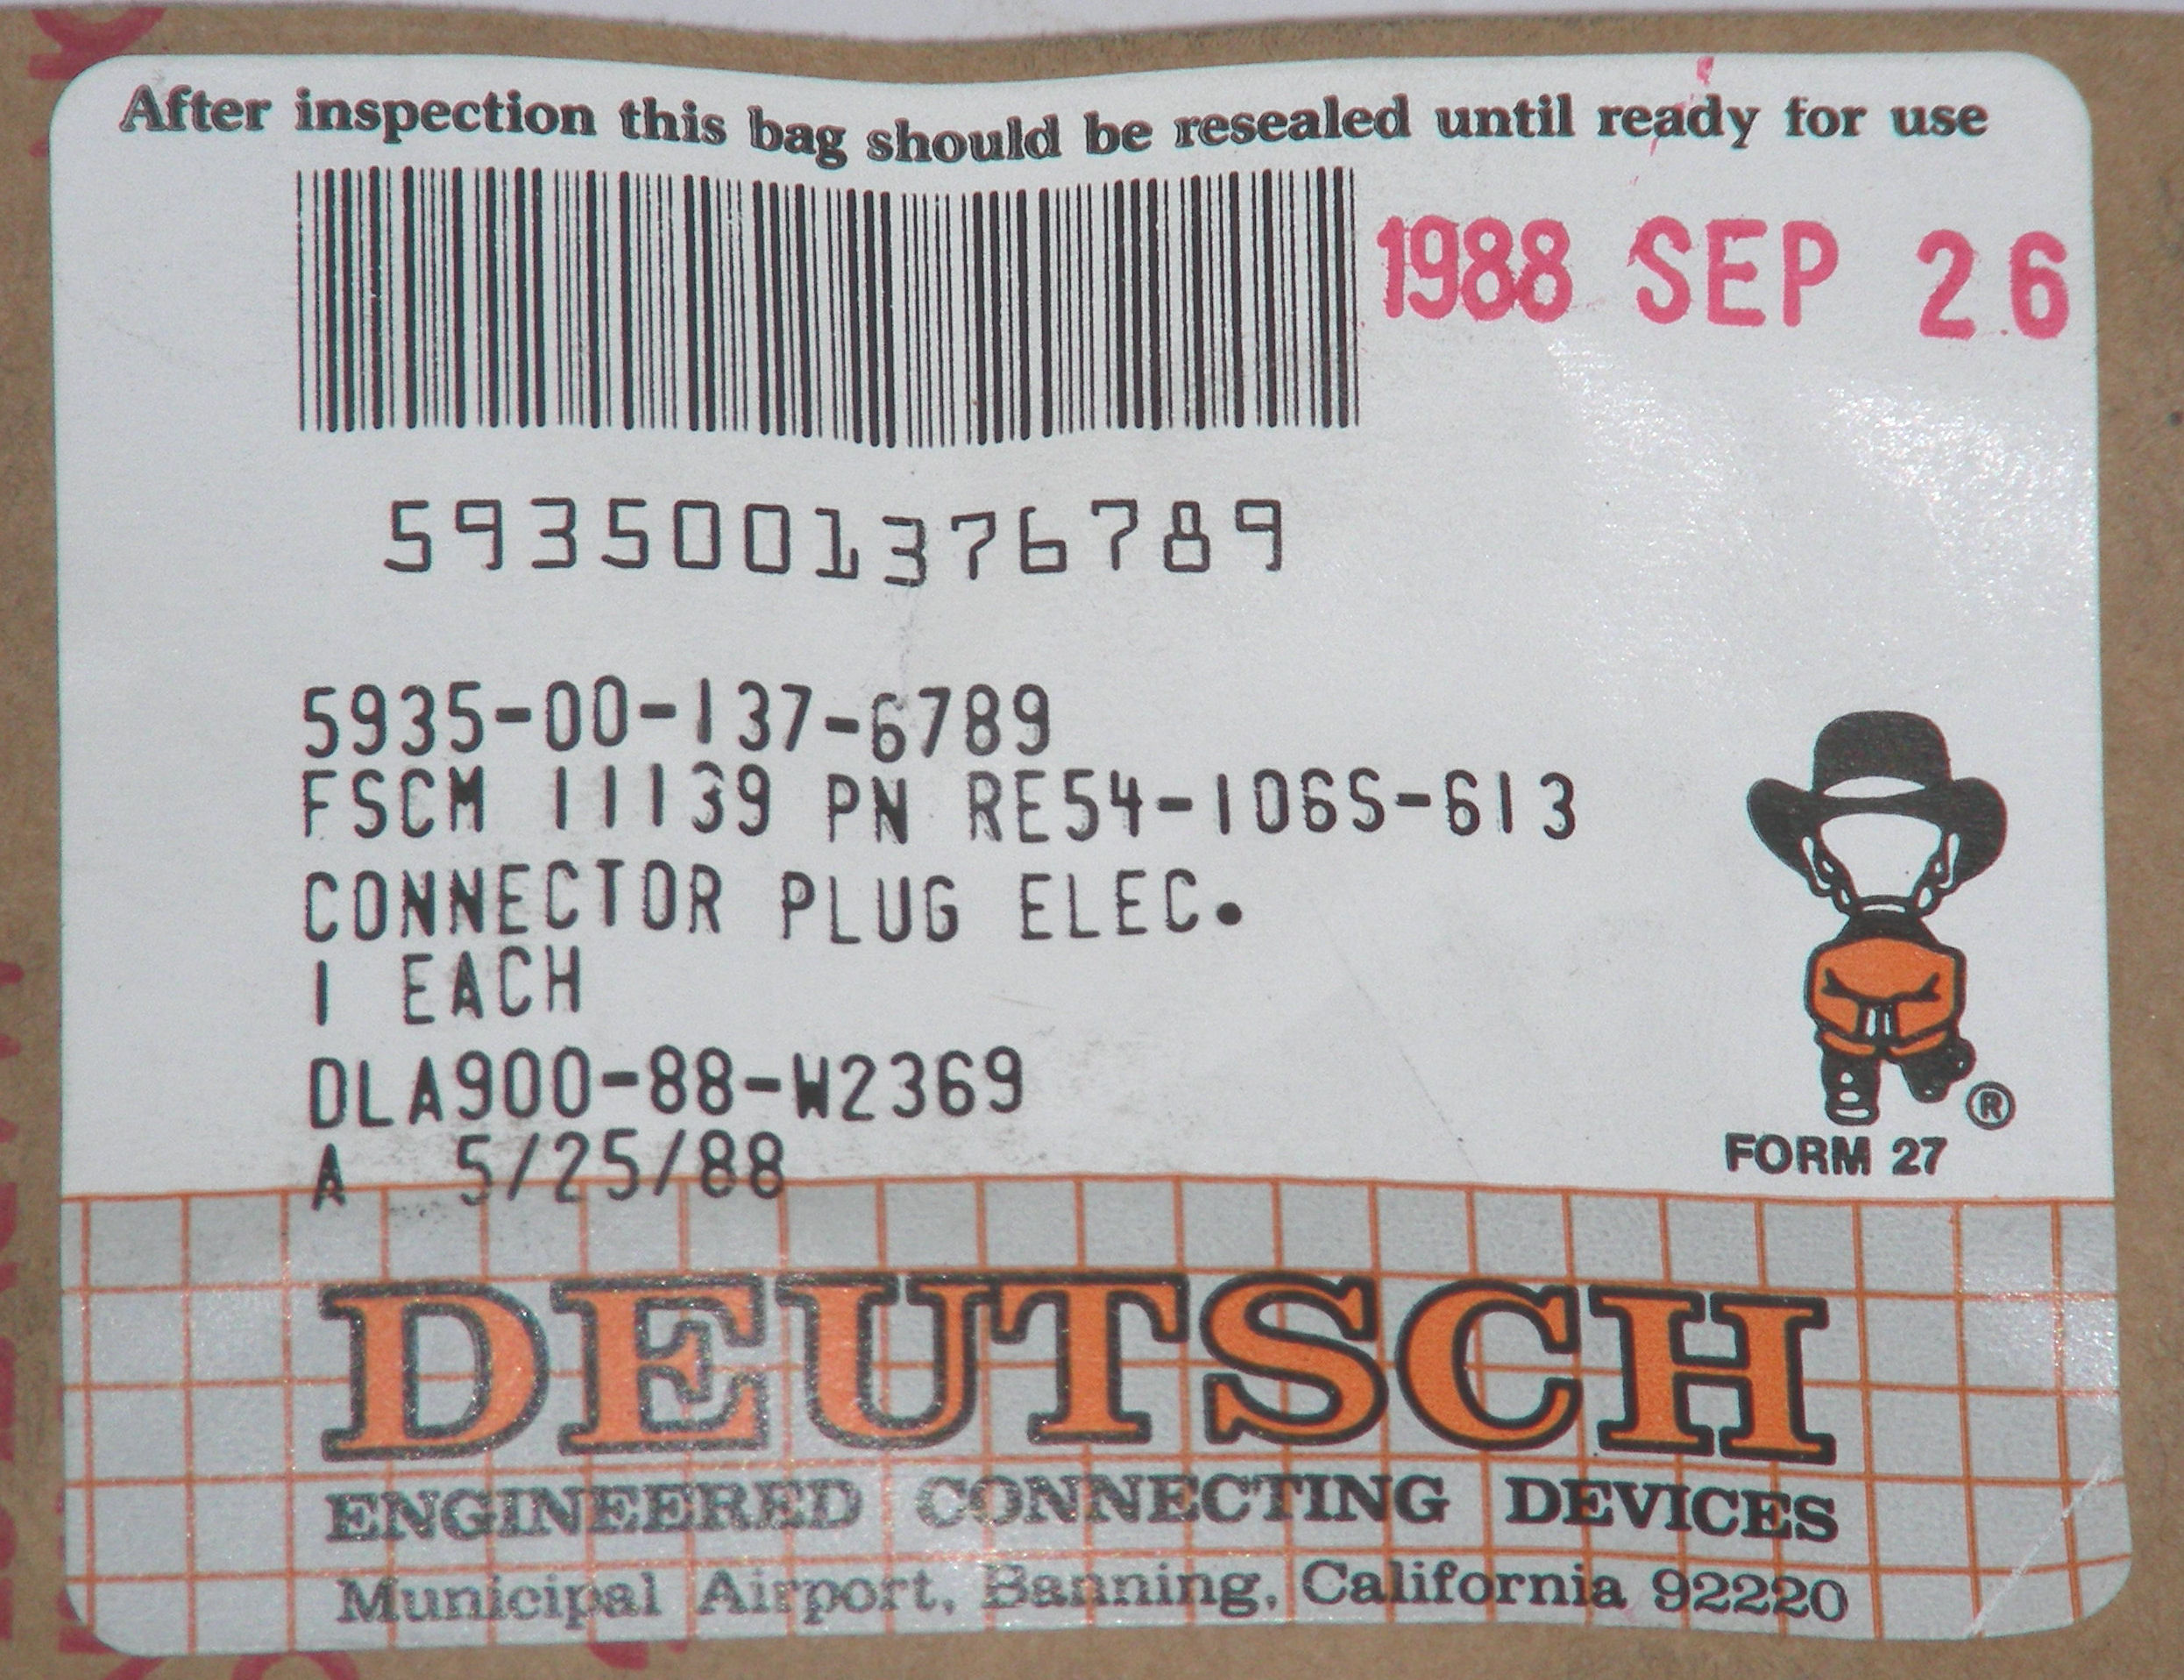 After inspection this bag should be resealed until ready for use
1988 SEP 26
5935001376789
5935-00-137-6789
FSCM 11139 PN RE54-106S-613
CONNECTOR PLUG ELEC.
1 EACH
DLA900-88-W2369
A 5/25/88
®
FORM 27
DEUTSCH
ENGINEERED CONNECTING DEVICES
Municipal Airport, Banning, California 92220